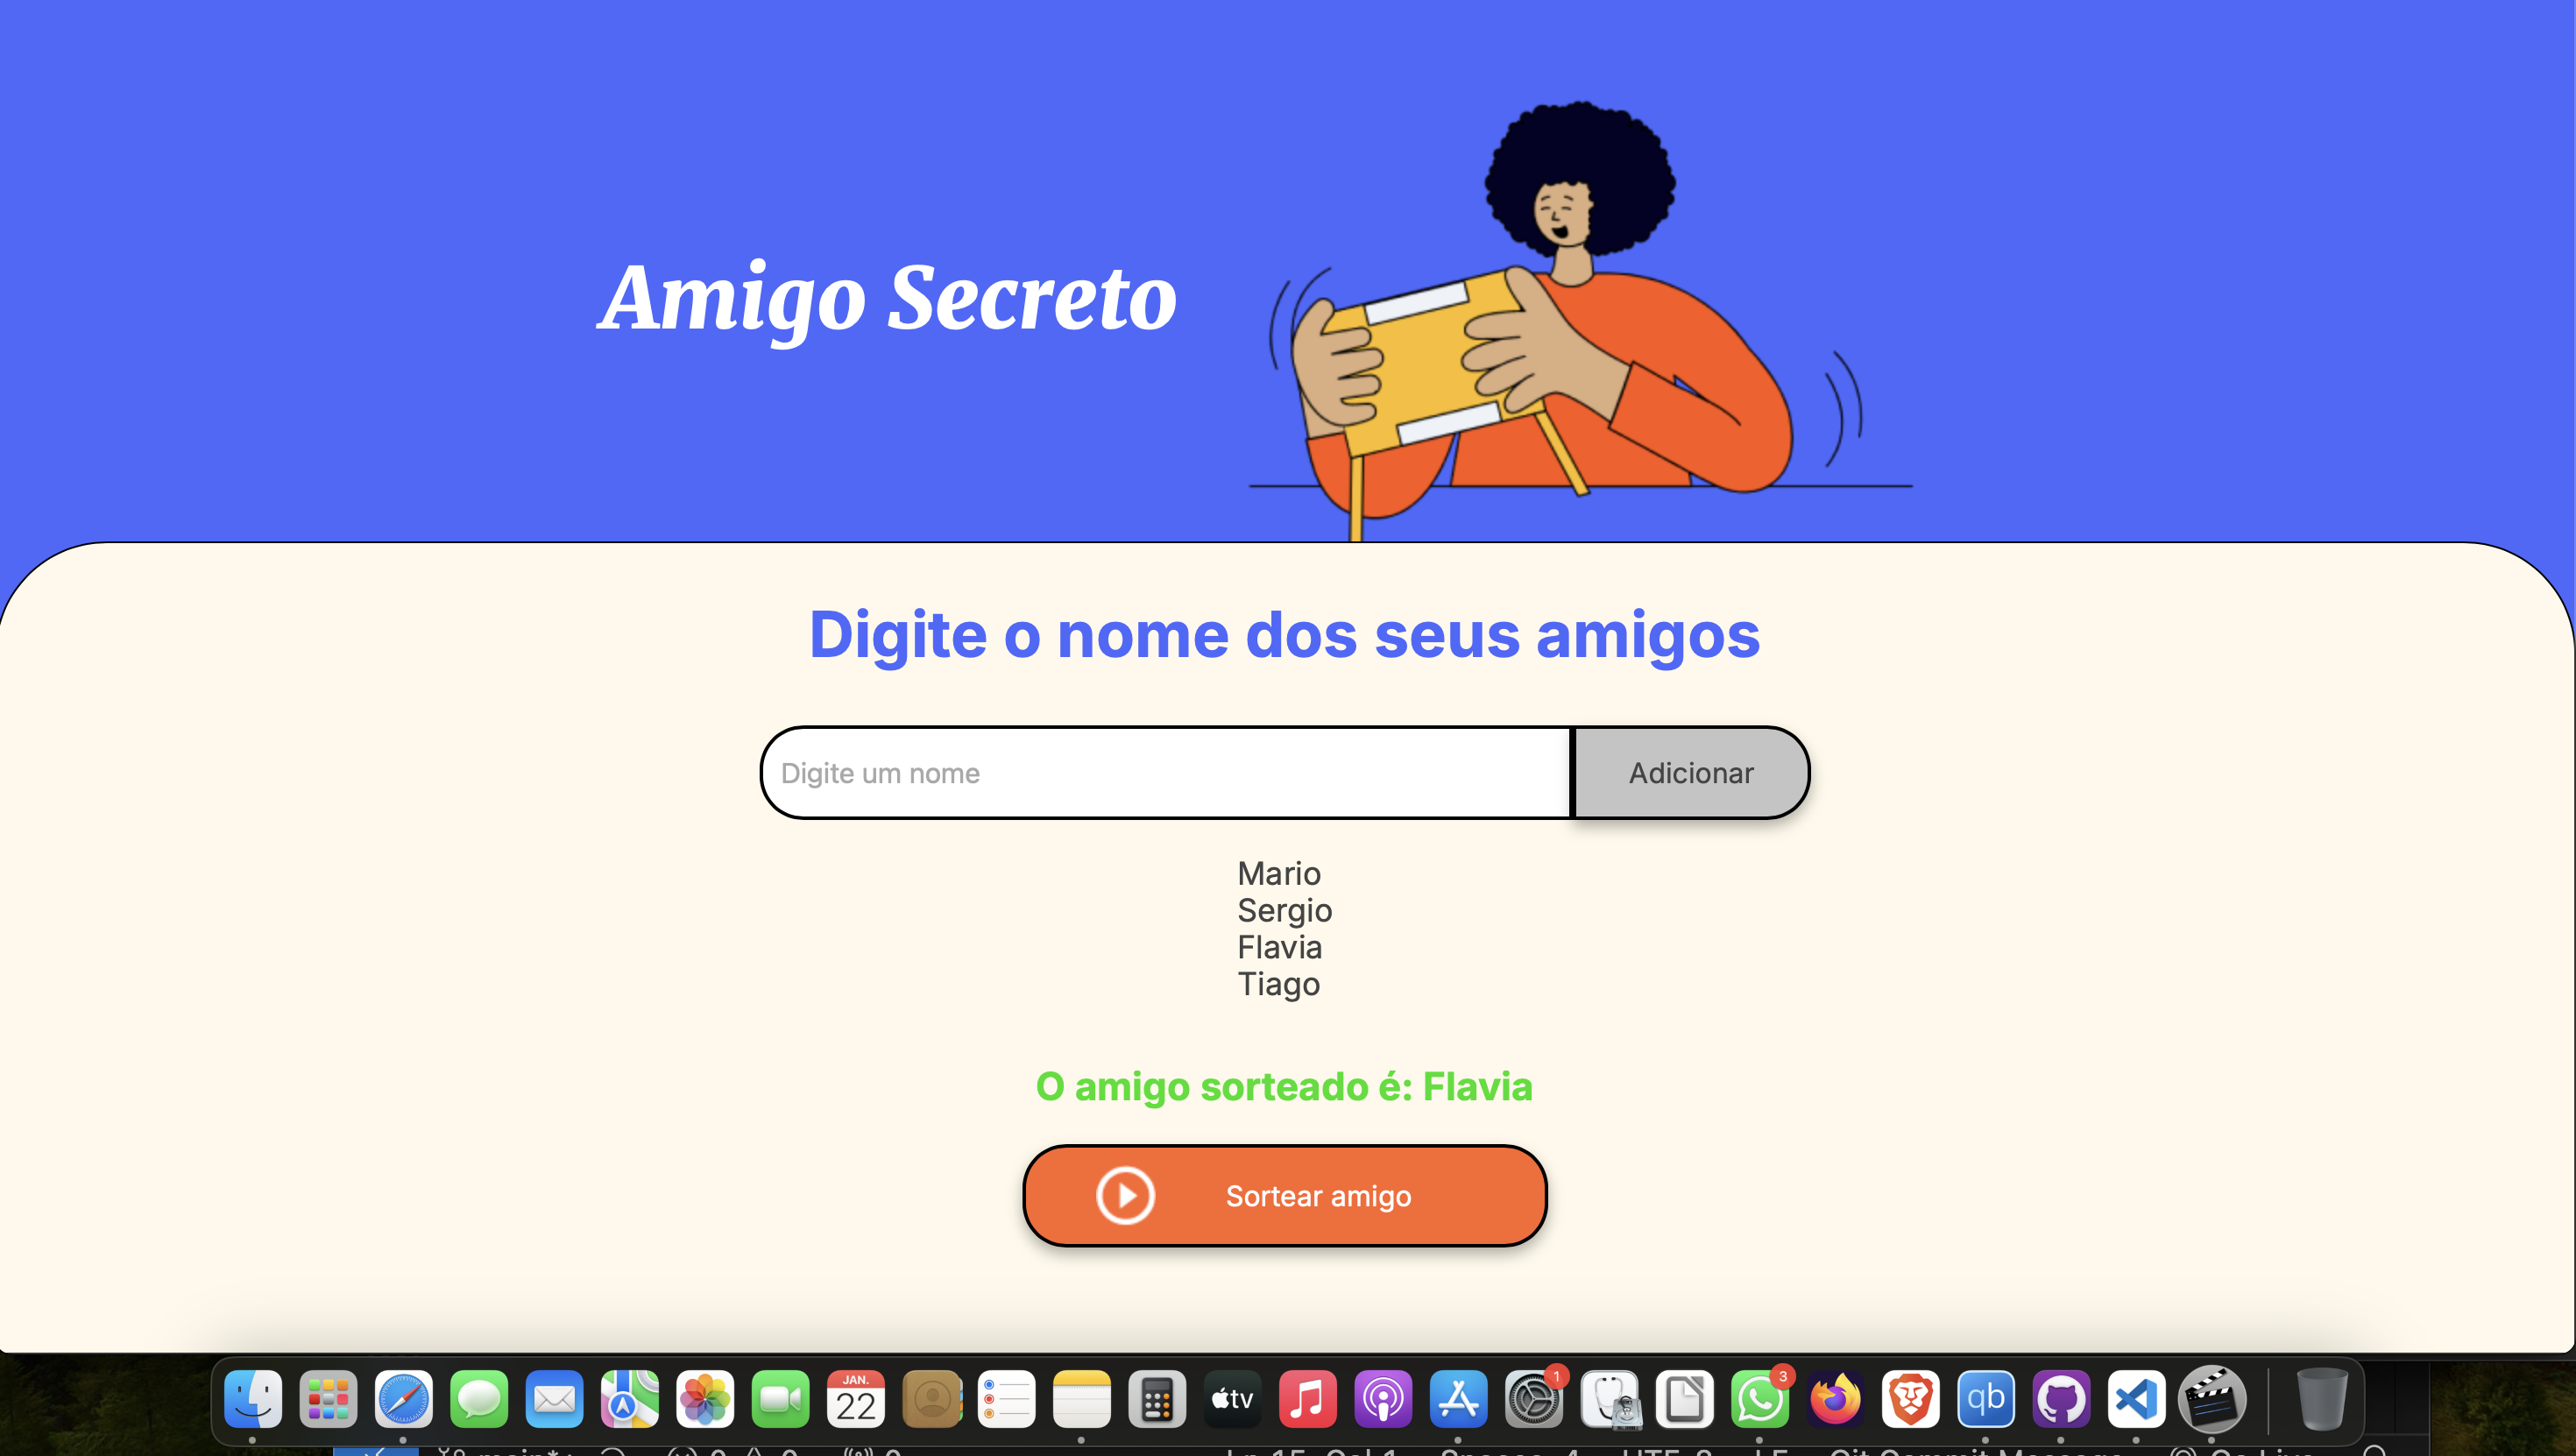 Amigo Secreto
Digite o nome dos seus amigos
Digite um nome
Adicionar
Mario
Sergio
Flavia
Tiago
O amigo sorteado é: Flavia
Sortear amigo
JAN.
22
tv
1
3
qb